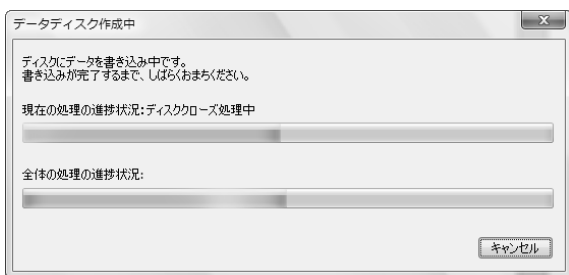 データディスク作成中
ディスクにデータを書き込み中です。
書き込みが完了するまで、しばらくおまちください。
現在の処理の進捗状況:ディスククローズ処理中
全体の処理の進捗状況:
キャンセル